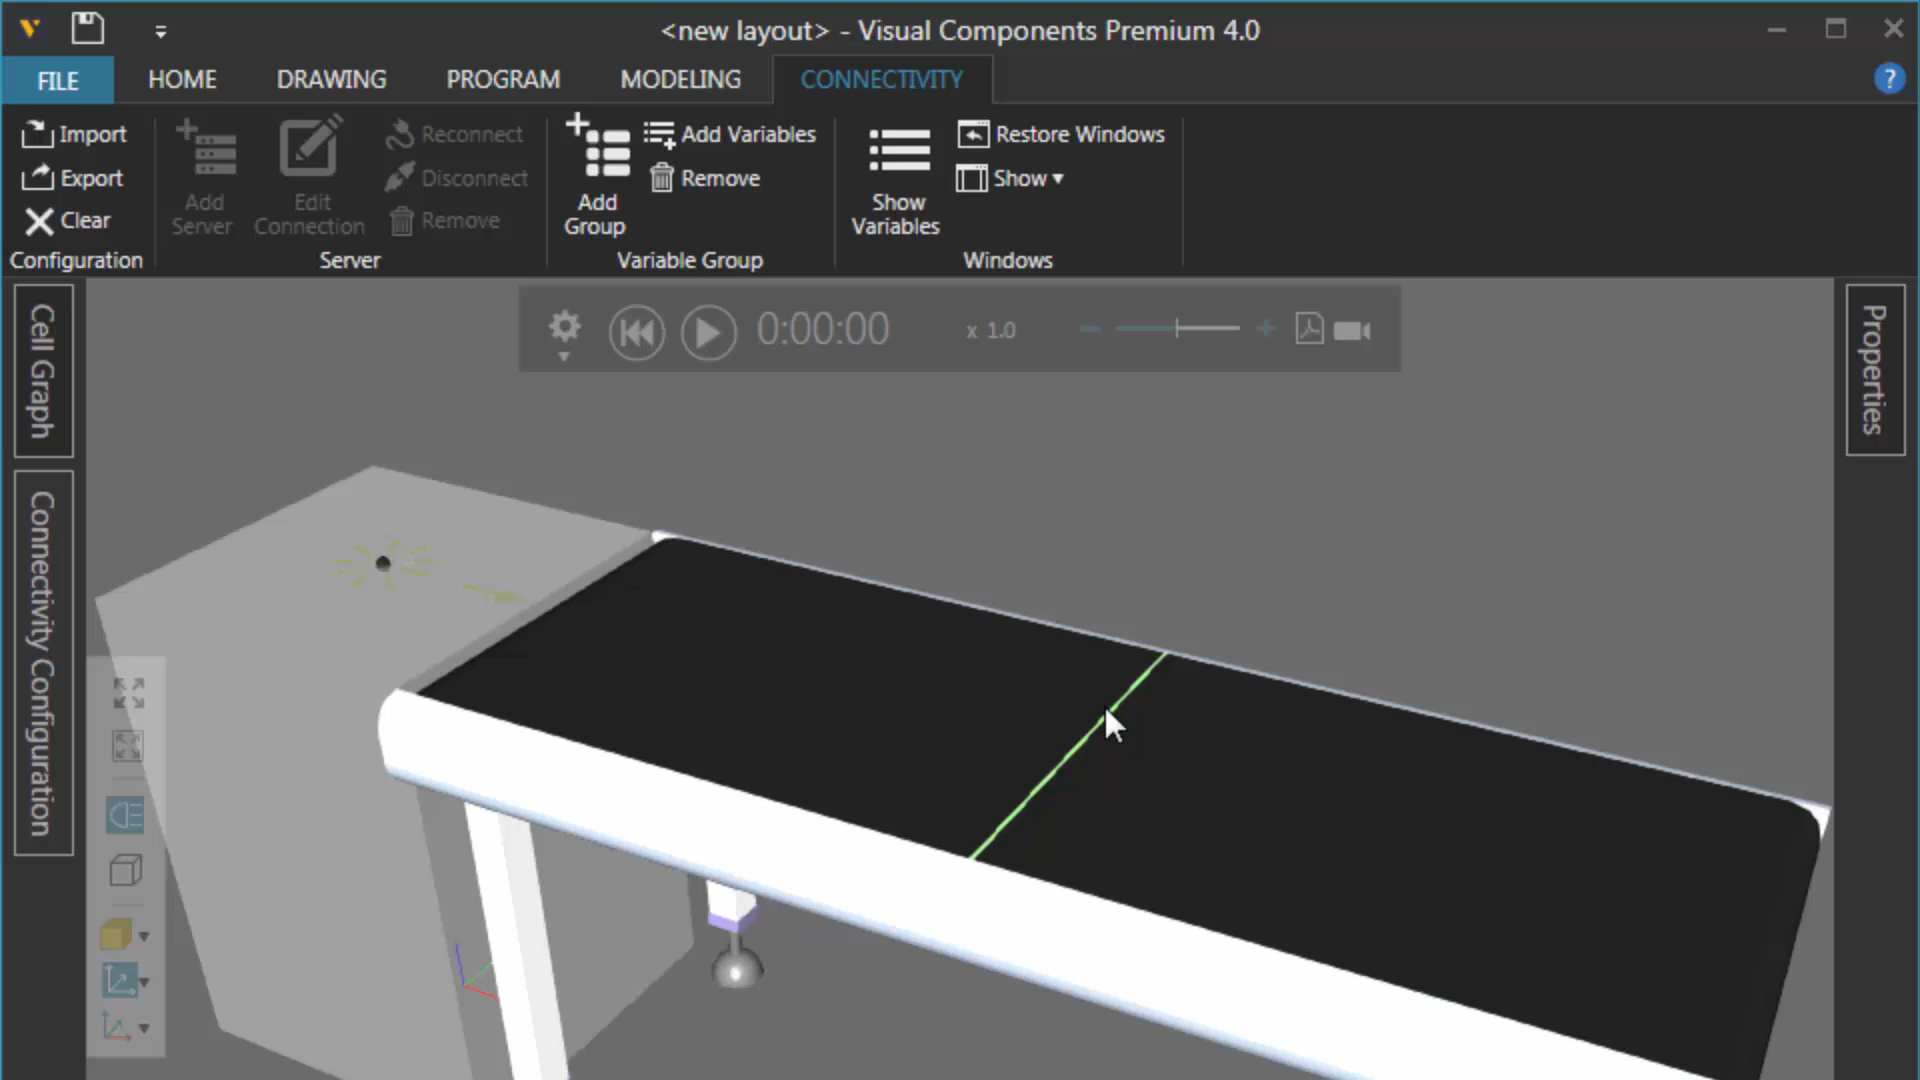 <new layout> - Visual Components Premium 4.0
FILE HOME DRAWING PROGRAM MODELING CONNECTIVITY ?
Import
Export
Clear
Configuration
Add
Server
Edit
Connection
Reconnect
Disconnect
Remove
Server
Add
Group
Add Variables
Remove
Variable Group
Show
Variables
Restore Windows
Show
Windows
Cell Graph
Connectivity Configuration
0:00:00 x 1.0
Properties